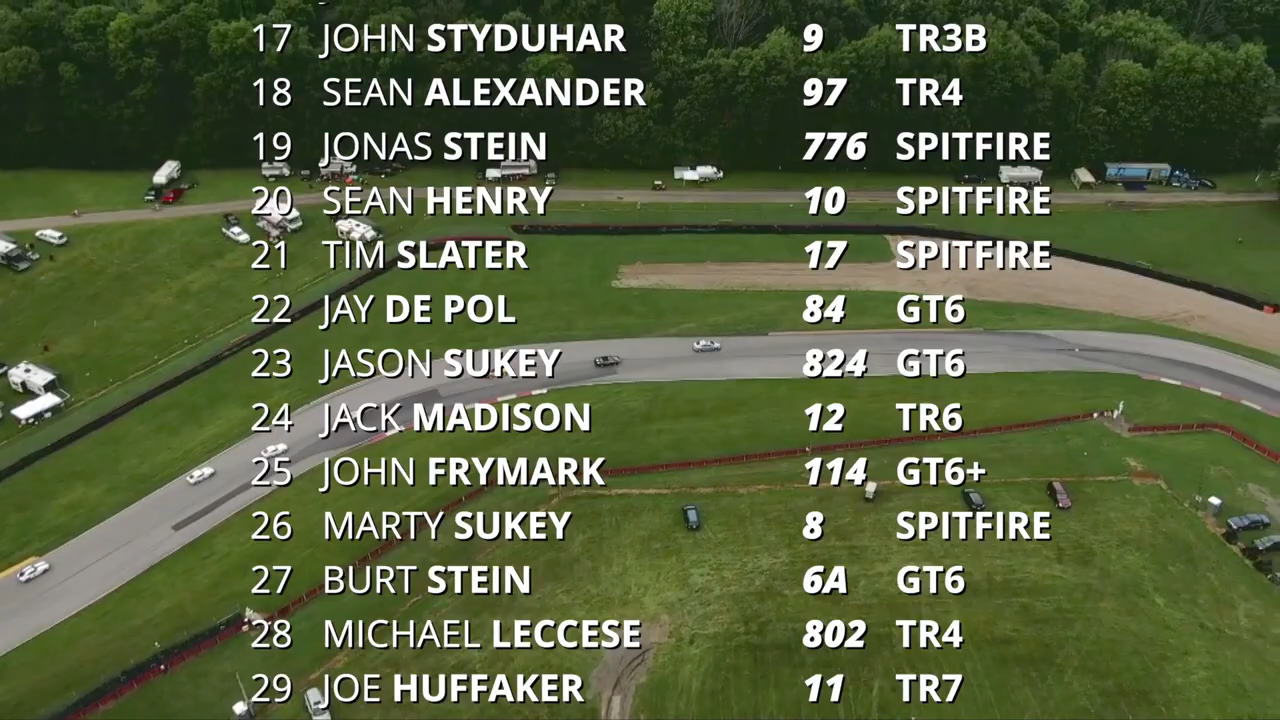 17 JOHN STYDUHAR 9 TR3B
18 SEAN ALEXANDER 97 TR4
19 JONAS STEIN 776 SPITFIRE
20 SEAN HENRY 10 SPITFIRE
21 TIM SLATER 17 SPITFIRE
22 JAY DE POL 84 GT6
23 JASON SUKEY 824 GT6
24 JACK MADISON 12 TR6
25 JOHN FRYMARK 114 GT6+
26 MARTY SUKEY 8 SPITFIRE
27 BURT STEIN 6A GT6
28 MICHAEL LECCESE 802 TR4
29 JOE HUFFAKER 11 TR7